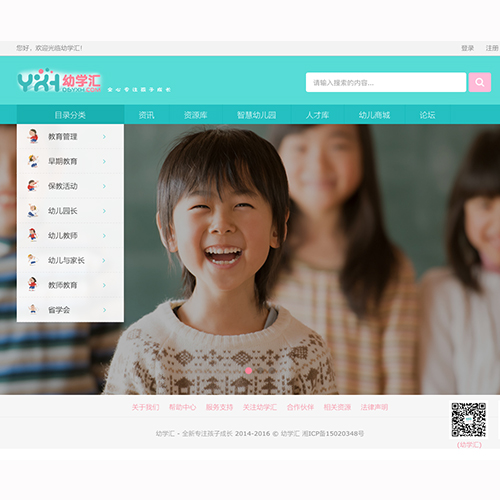 您好，欢迎光临幼学汇!
登录 注册
YXH 幼学汇
全心专注孩子成长
请输入搜索的内容...
目录分类 资讯 资源库 智慧幼儿园 人才库 幼儿商城 论坛
教育管理
早期教育
保教活动
幼儿园长
幼儿教师
幼儿与家长
教师教育
省学会
关于我们 帮助中心 服务支持 关注幼学汇 合作伙伴 相关资源 法律声明
幼学汇 - 全新专注孩子成长 2014-2016 © 幼学汇 湘ICP备15020348号
(幼学汇)